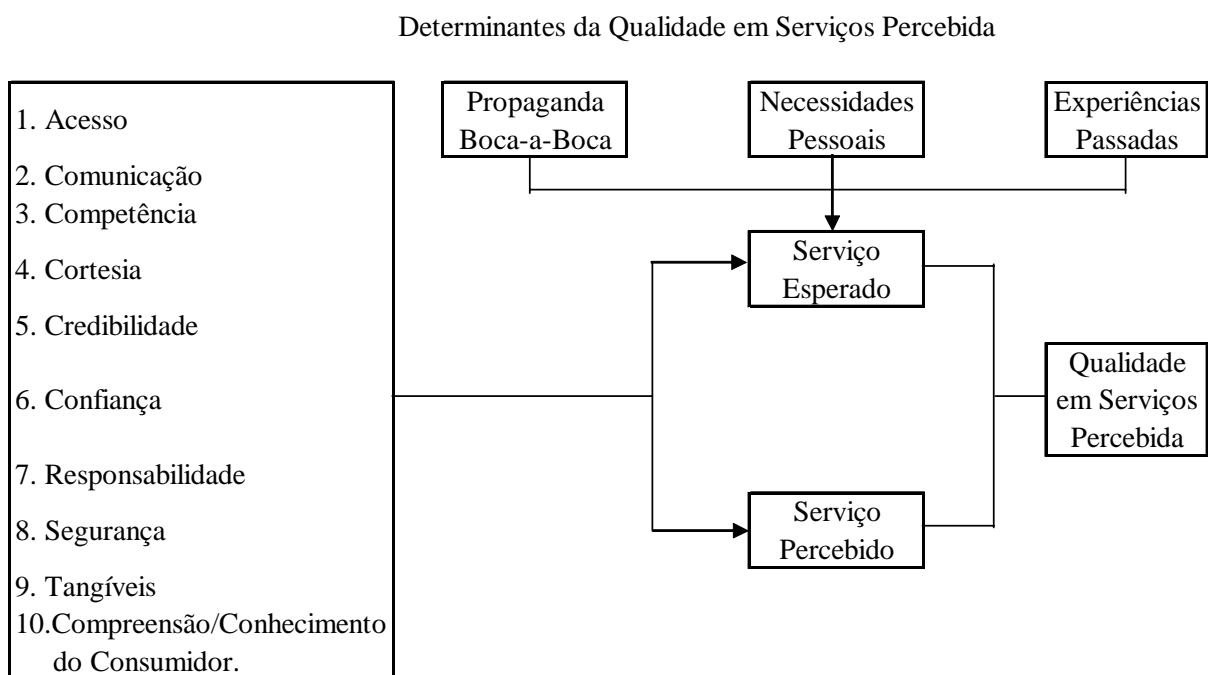 Determinantes da Qualidade em Serviços Percebida
1. Acesso
2. Comunicação
3. Competência
4. Cortesia
5. Credibilidade
6. Confiança
7. Responsabilidade
8. Segurança
9. Tangíveis
10.Compreensão/Conhecimento
do Consumidor.
Propaganda
Boca-a-Boca
Necessidades
Pessoais
Experiências
Passadas
Serviço
Esperado
Serviço
Percebido
Qualidade
em Serviços
Percebida